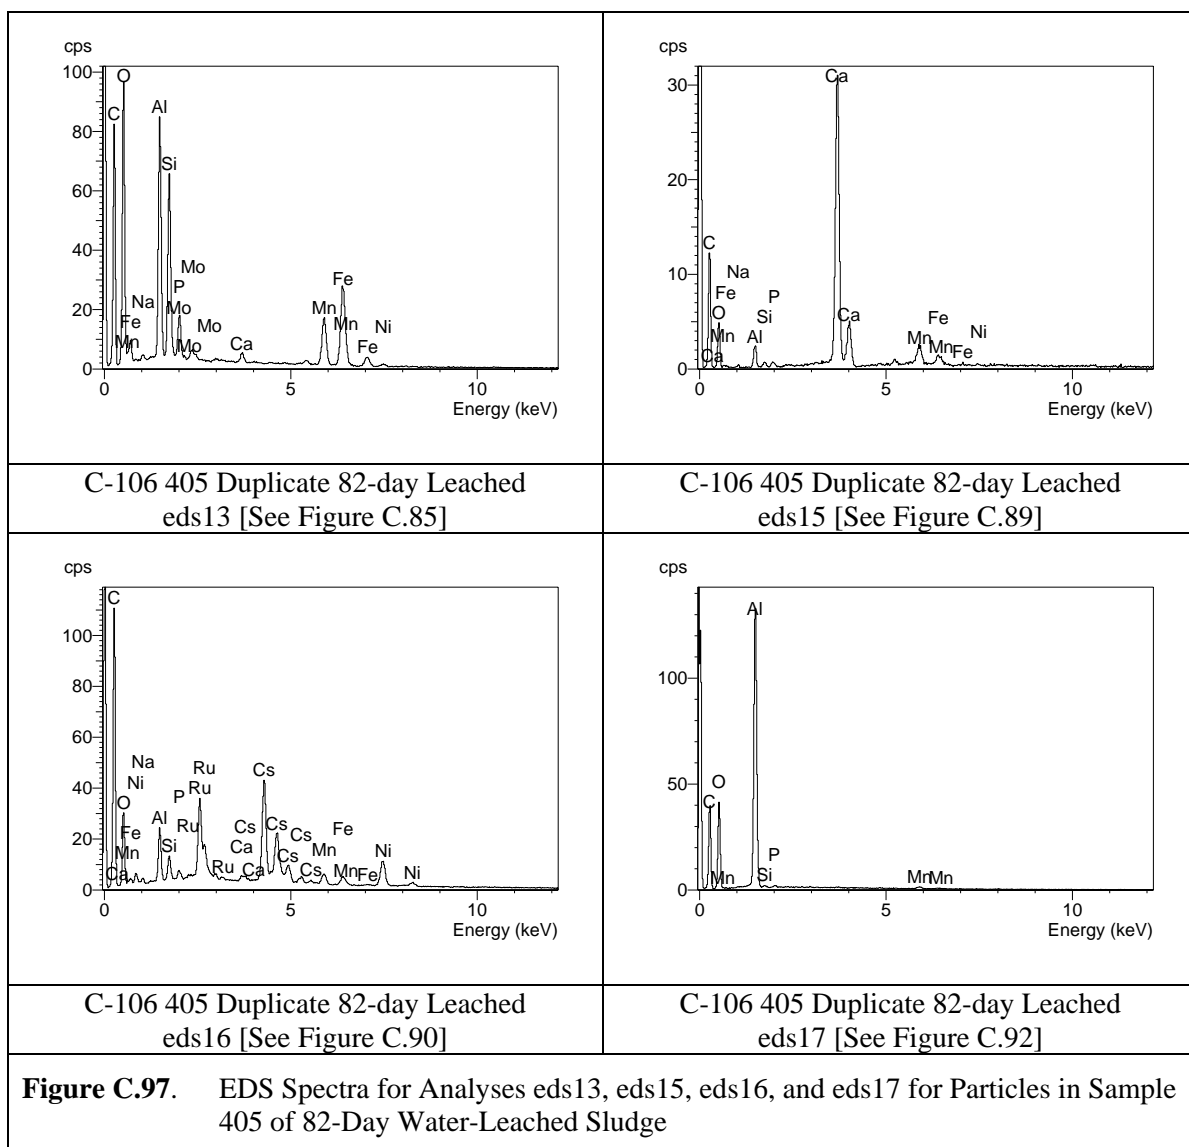 cps
100
80
60
40
20
0
C
O
Al
Si
Na
Fe
Mn
Mo
P
Mo
Mo
Mo
Ca
Mn
Fe
Mn
Fe
Ni
0 5 10
Energy (keV)
C-106 405 Duplicate 82-day Leached
eds13 [See Figure C.85]
cps
30
20
10
0
C
Na
Fe
O
Mn
Ca
Al
Si
P
Ca
Ca
Mn
Fe
Mn
Fe
Ni
0 5 10
Energy (keV)
C-106 405 Duplicate 82-day Leached
eds15 [See Figure C.89]
cps
100
80
60
40
20
0
C
Na
Ni
O
Fe
Mn
Ca
Al
Si
P
Ru
Ru
Ru
Ru
Cs
Ca
Ca
Cs
Cs
Cs
Cs
Cs
Mn
Fe
Mn
Fe
Ni
Ni
0 5 10
Energy (keV)
C-106 405 Duplicate 82-day Leached
eds16 [See Figure C.90]
cps
100
50
0
C
O
Mn
Al
Si
P
Mn
Mn
0 5 10
Energy (keV)
C-106 405 Duplicate 82-day Leached
eds17 [See Figure C.92]
Figure C.97. EDS Spectra for Analyses eds13, eds15, eds16, and eds17 for Particles in Sample
405 of 82-Day Water-Leached Sludge